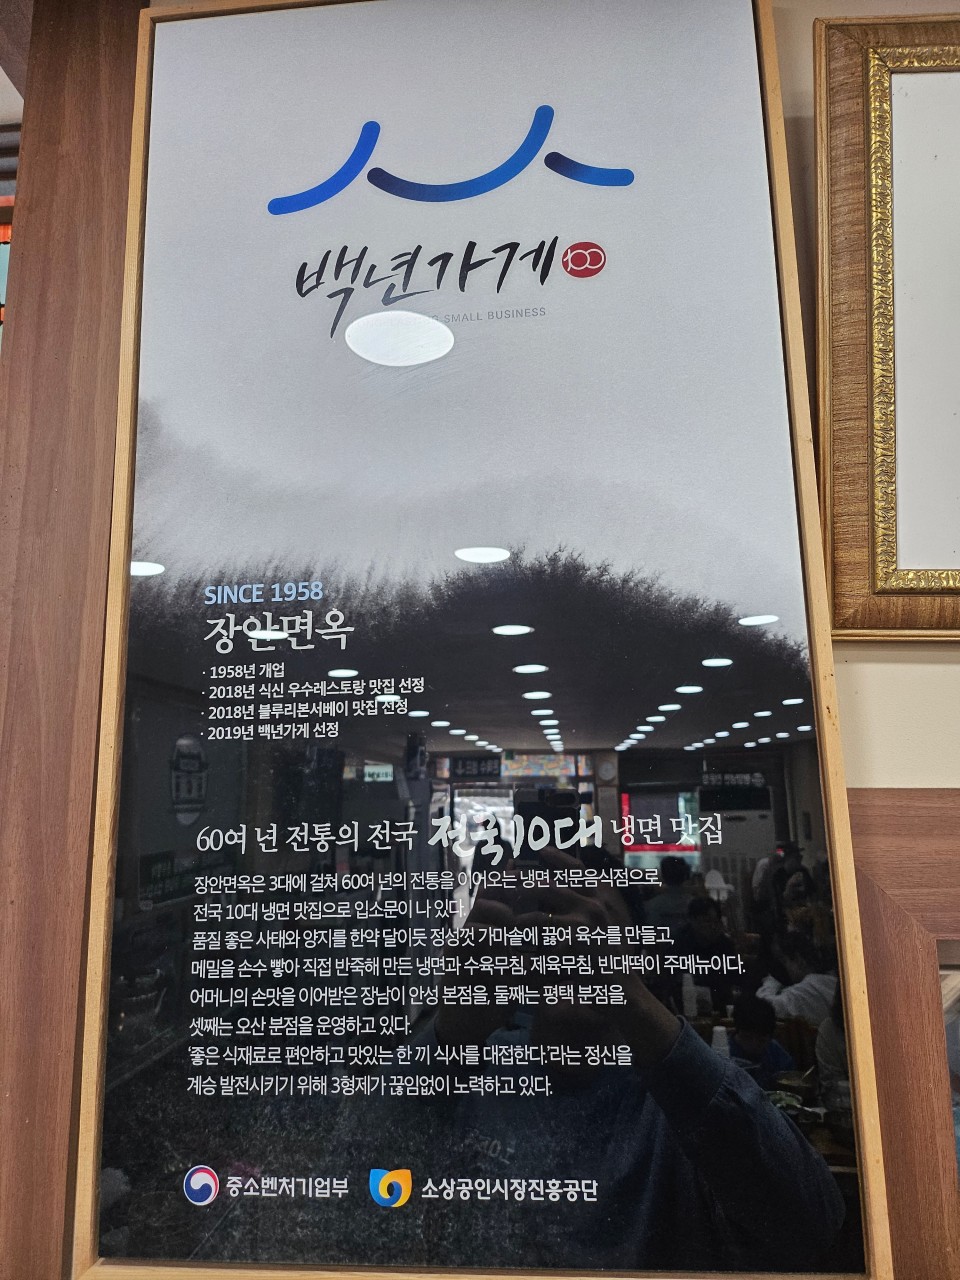 백년가게 100
SMALL BUSINESS
SINCE 1958
장안면옥
· 1958년 개업
· 2018년 식신 우수레스토랑 맛집 선정
· 2018년 블루리본서베이 맛집 선정
· 2019년 백년가게 선정
60여 년 전통의 전국 전국10대 냉면 맛집
장안면옥은 3대에 걸쳐 60여 년의 전통을 이어오는 냉면 전문음식점으로,
전국 10대 냉면 맛집으로 입소문이 나 있다.
품질 좋은 사태와 양지를 한약 달이듯 정성껏 가마솥에 끓여 육수를 만들고,
메밀을 손수 빻아 직접 반죽해 만든 냉면과 수육무침, 제육무침, 빈대떡이 주메뉴이다.
어머니의 손맛을 이어받은 장남이 안성 본점을, 둘째는 평택 분점을,
셋째는 오산 분점을 운영하고 있다.
'좋은 식재료로 편안하고 맛있는 한 끼 식사를 대접한다.'라는 정신을
계승 발전시키기 위해 3형제가 끊임없이 노력하고 있다.
중소벤처기업부 소상공인시장진흥공단